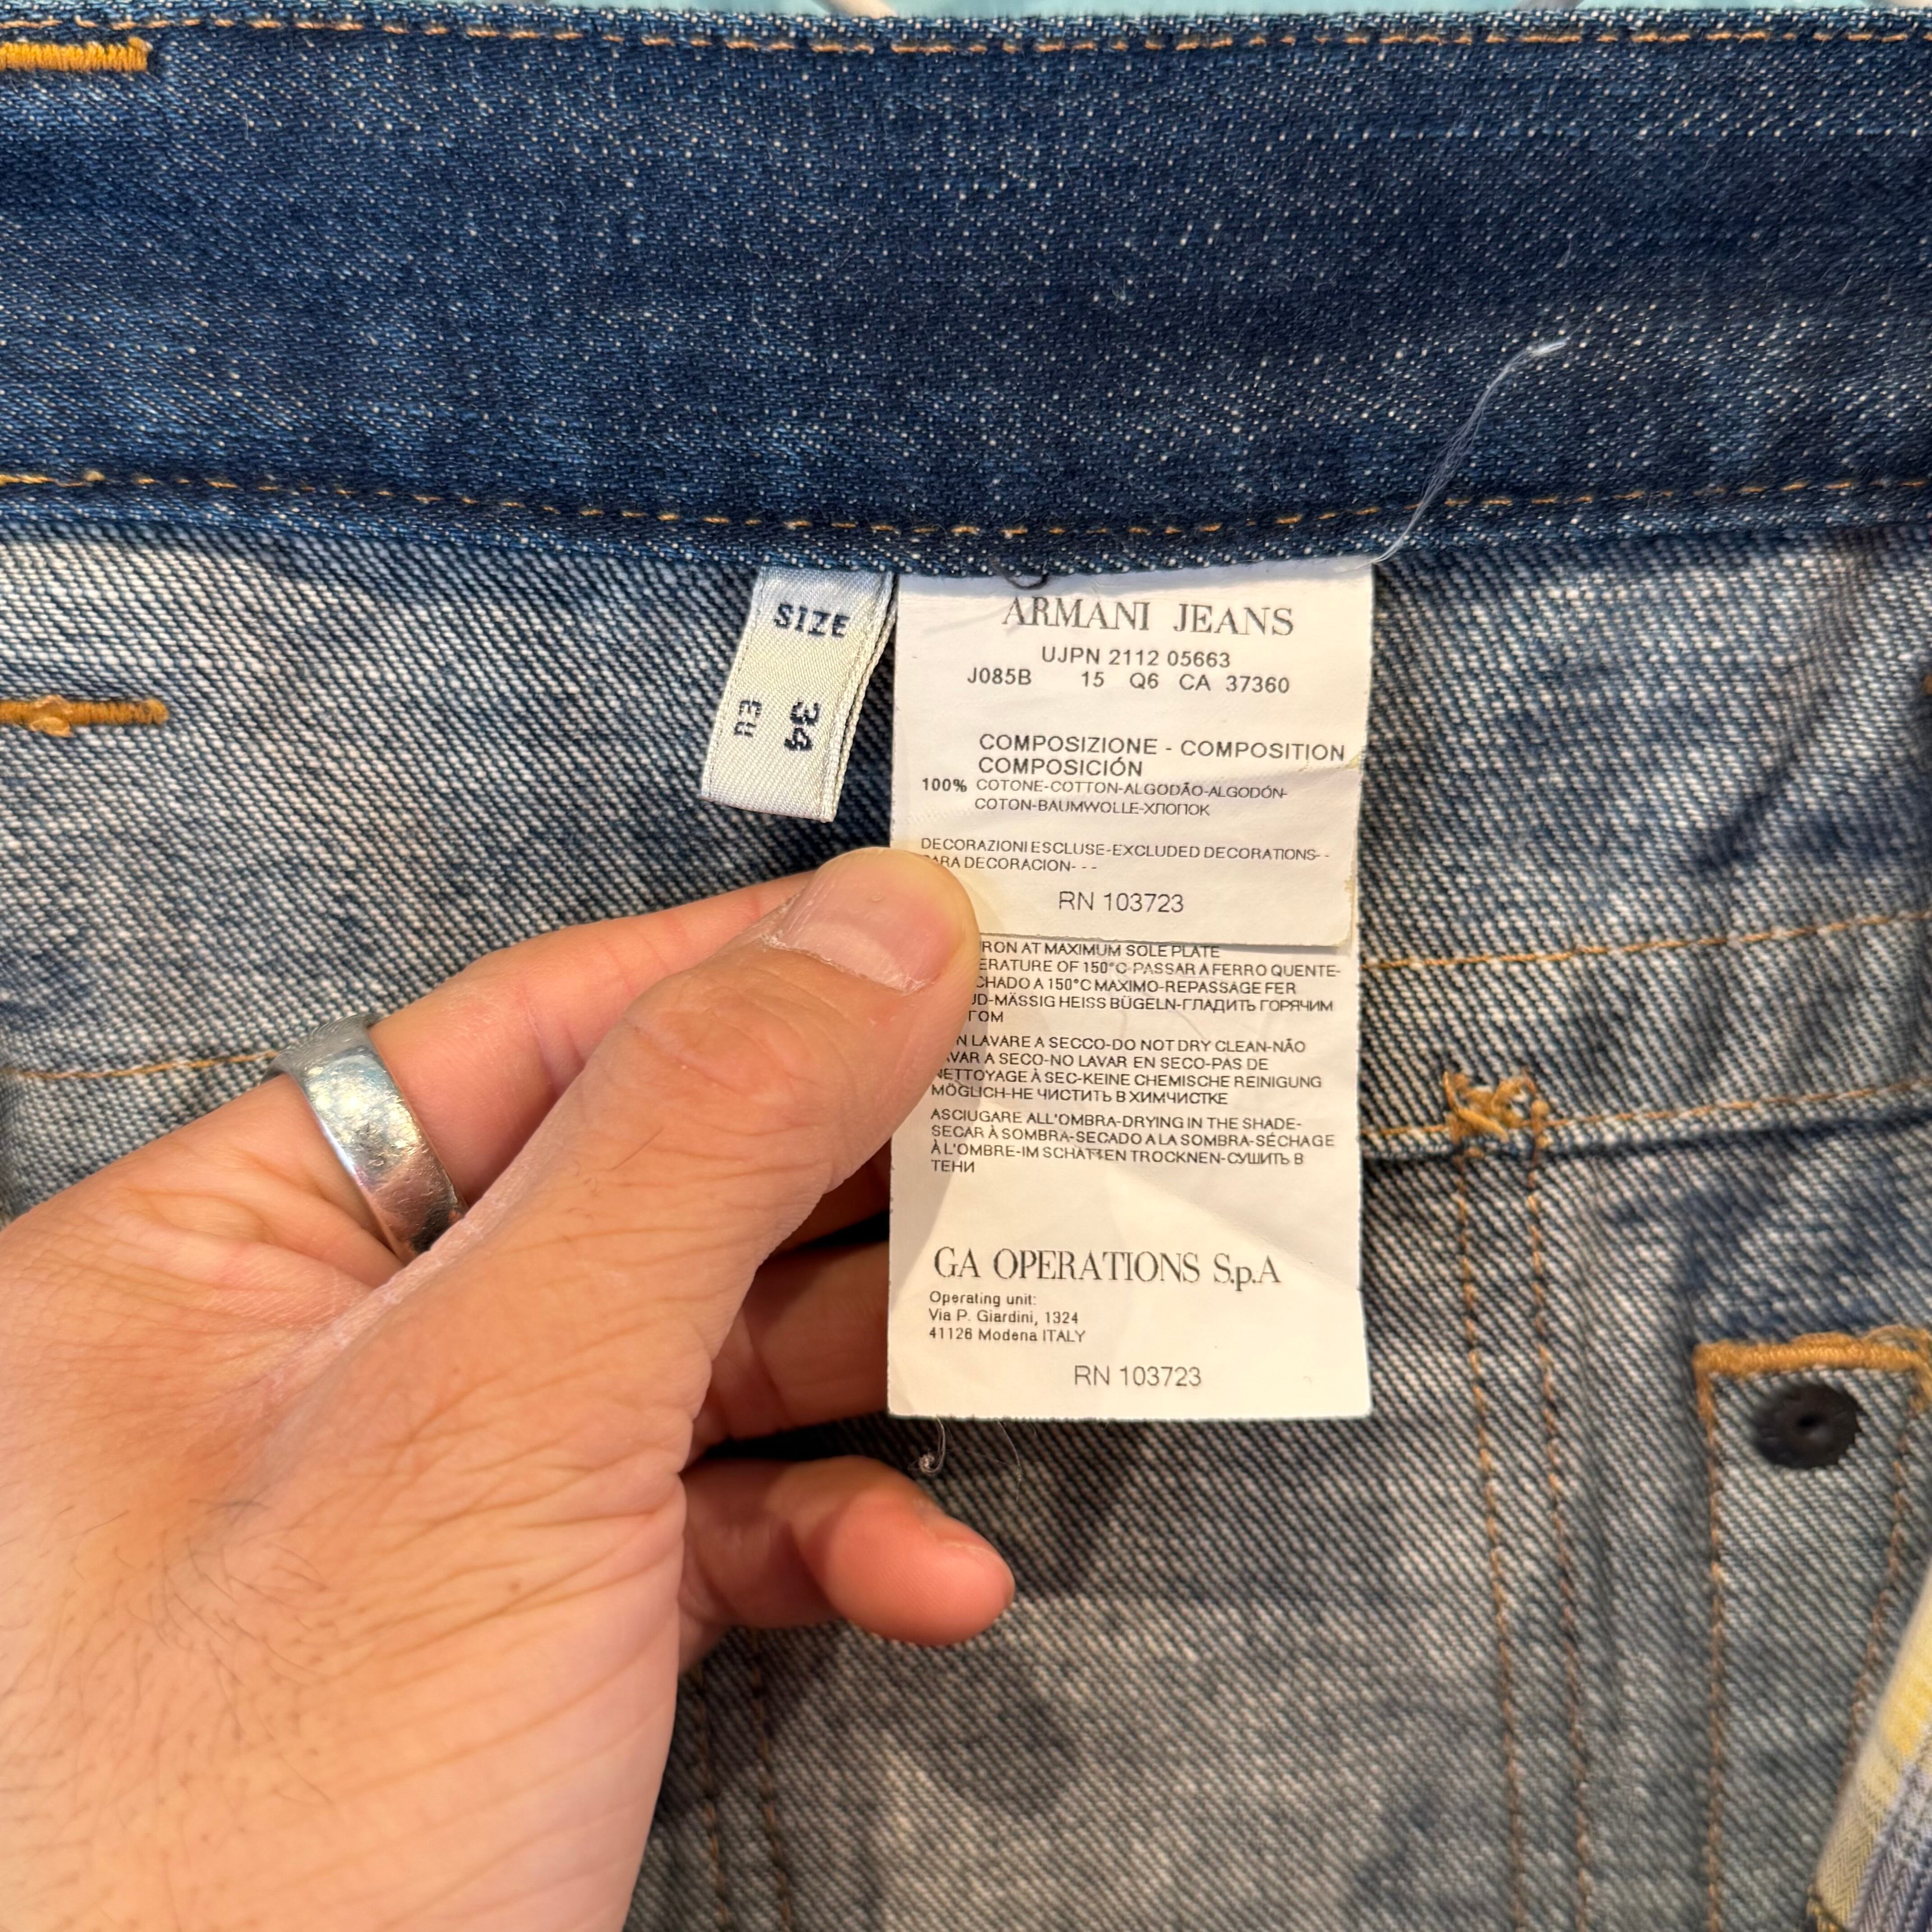 SIZE
34
EU
ARMANI JEANS
UJPN 2112 05663
J085B 15 Q6 CA 37360
COMPOSIZIONE - COMPOSITION
COMPOSICIÓN
100% COTONE-COTTON-ALGODÃO-ALGODÓN-
COTON-BAUMWOLLE-ХЛОПОК
DECORAZIONI ESCLUSE-EXCLUDED DECORATIONS- -
DECORACION- - -
RN 103723
AT MAXIMUM SOLE PLATE
OF 150°C-PASSAR A FERRO QUENTE-
A 150°C MAXIMO-REPASSAGE FER
-MÄSSIG HEISS BÜGELN-ГЛАДИТЬ ГОРЯЧИМ
LAVARE A SECCO-DO NOT DRY CLEAN-NÃO
A SECO-NO LAVAR EN SECO-PAS DE
NETTOYAGE À SEC-KEINE CHEMISCHE REINIGUNG
MÖGLICH-НЕ ЧИСТИТЬ В ХИМЧИСТКЕ
ASCIUGARE ALL'OMBRA-DRYING IN THE SHADE-
SECAR À SOMBRA-SECADO A LA SOMBRA-SÉCHAGE
À L'OMBRE-IM SCHATTEN TROCKNEN-СУШИТЬ В
ТЕНИ
GA OPERATIONS S.p.A
Operating unit:
Via P. Giardini, 1324
41126 Modena ITALY
RN 103723